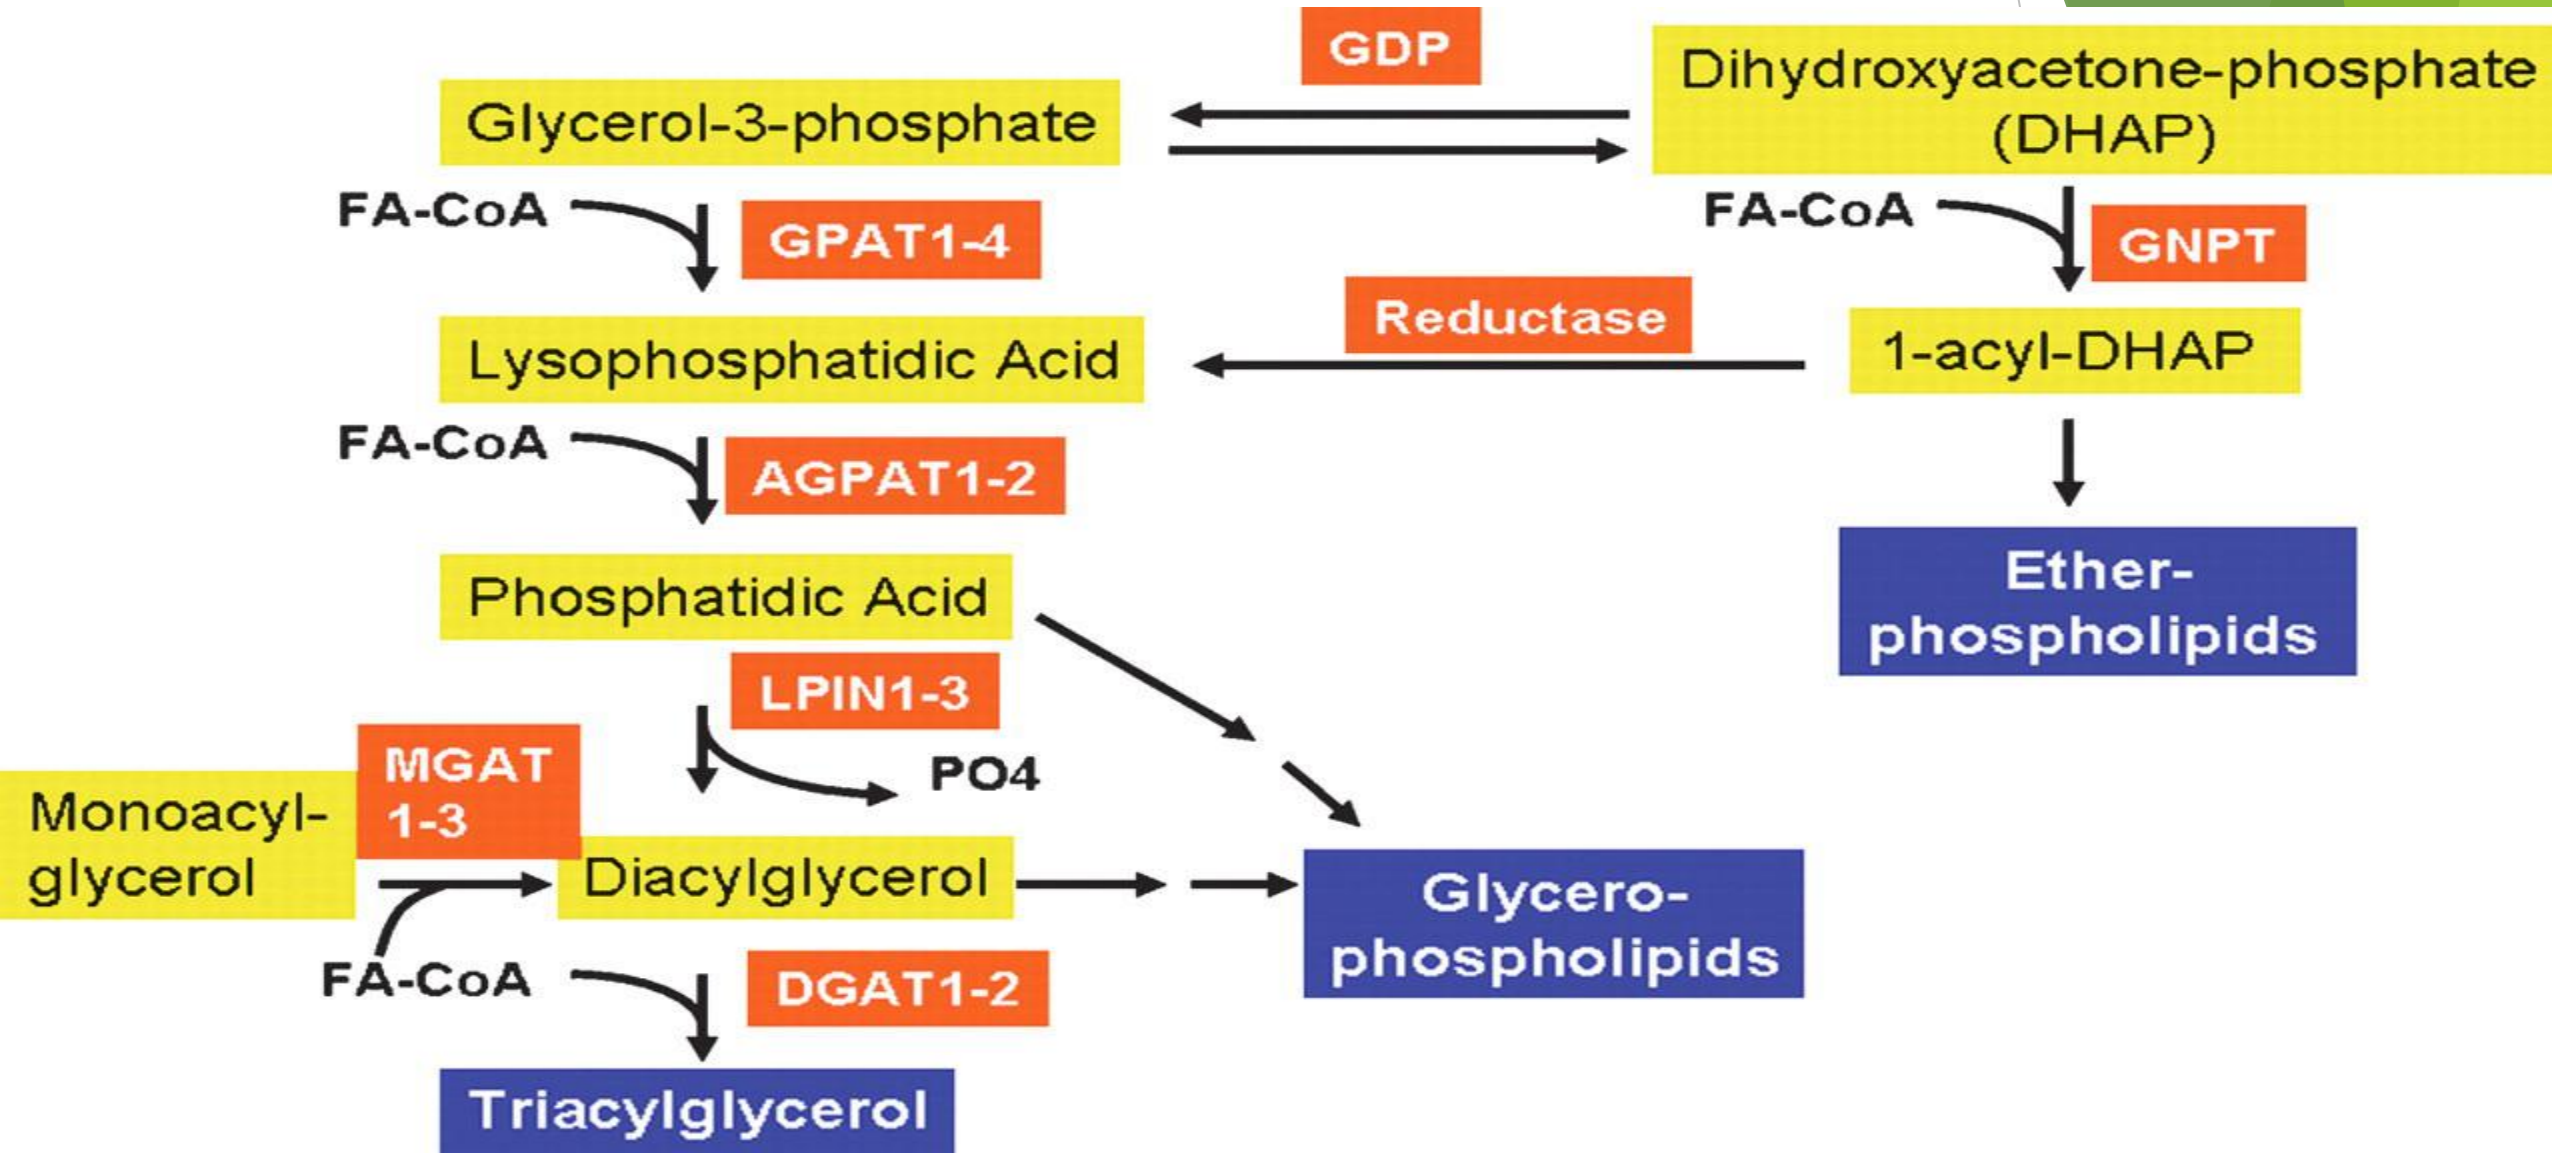 GDP
Dihydroxyacetone-phosphate
(DHAP)
Glycerol-3-phosphate
FA-CoA
GPAT1-4
FA-CoA
GNPT
Reductase
Lysophosphatidic Acid
1-acyl-DHAP
FA-CoA
AGPAT1-2
Phosphatidic Acid
Ether-
phospholipids
LPIN1-3
PO4
MGAT
1-3
Monoacyl-
glycerol
Diacylglycerol
Glycero-
phospholipids
FA-CoA
DGAT1-2
Triacylglycerol